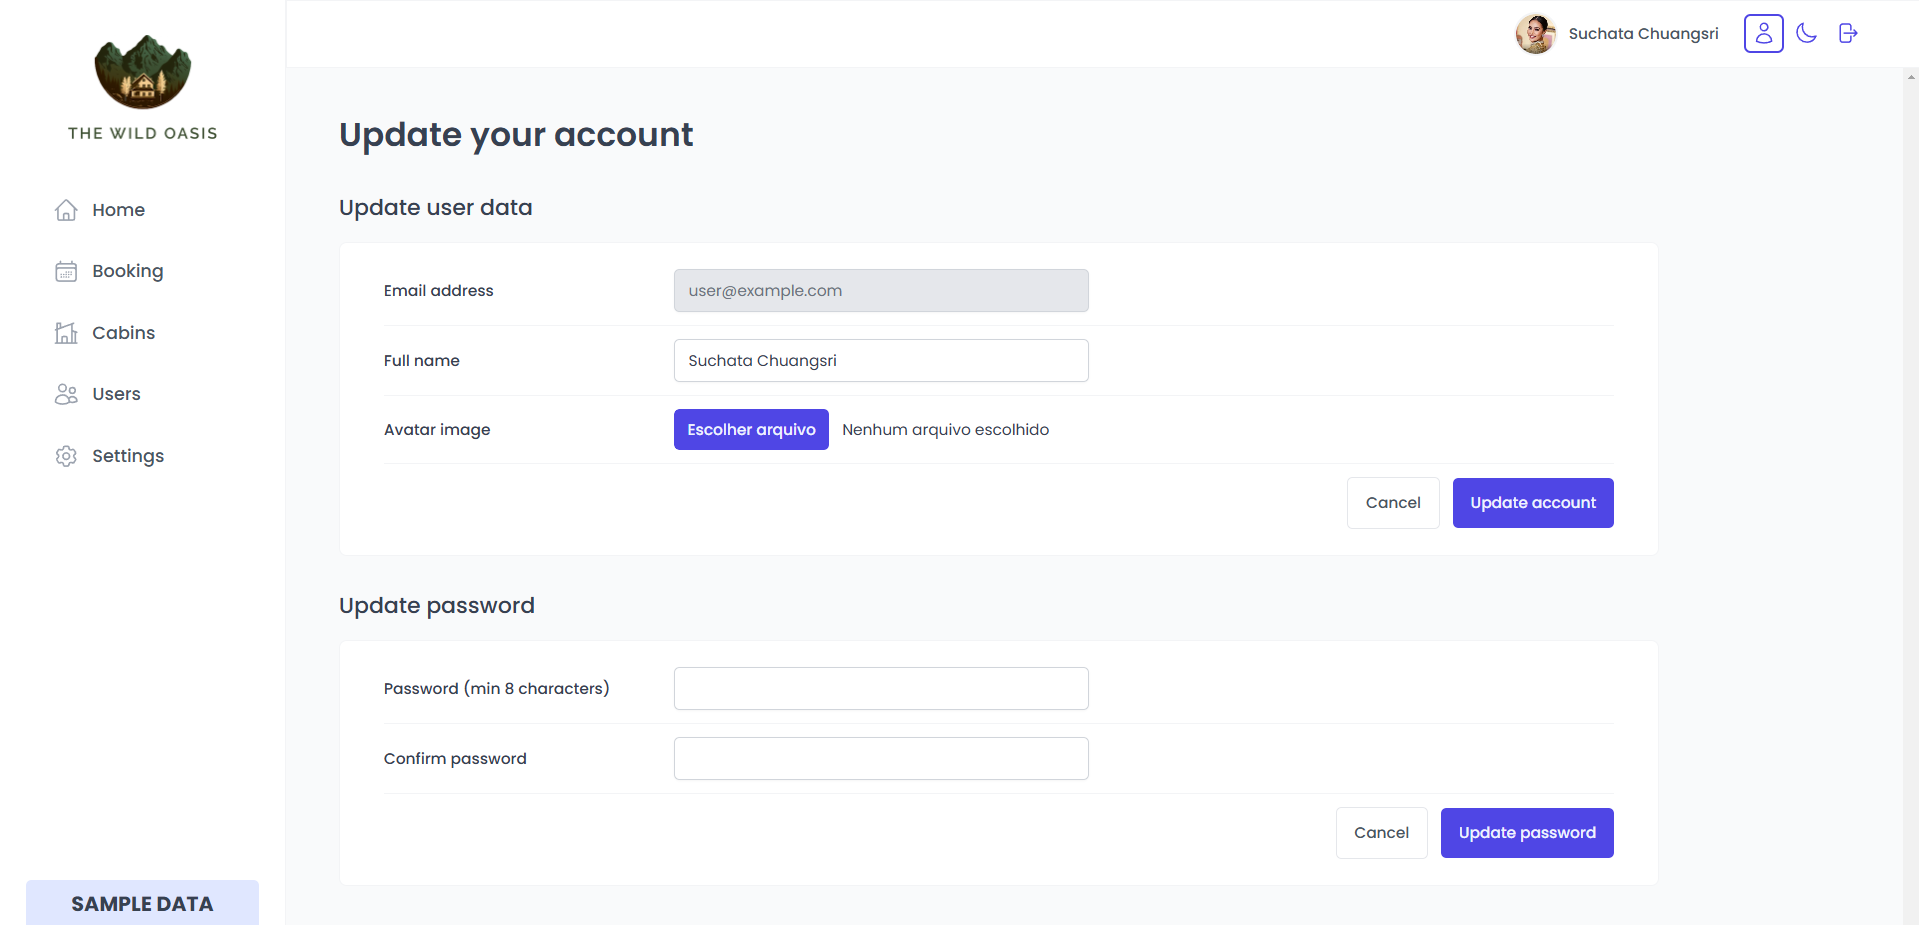 THE WILD OASIS
Home
Booking
Cabins
Users
Settings
SAMPLE DATA
Suchata Chuangsri
Update your account
Update user data
Email address
user@example.com
Full name
Suchata Chuangsri
Avatar image
Escolher arquivo Nenhum arquivo escolhido
Cancel
Update account
Update password
Password (min 8 characters)
Confirm password
Cancel
Update password